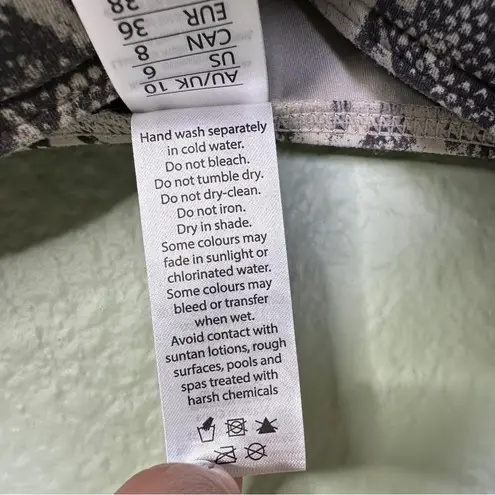 AU/UK 10
US 6
CAN 8
EUR 36
38
Hand wash separately
in cold water.
Do not bleach.
Do not tumble dry.
Do not dry-clean.
Do not iron.
Dry in shade.
Some colours may
fade in sunlight or
chlorinated water.
Some colours may
bleed or transfer
when wet.
Avoid contact with
suntan lotions, rough
surfaces, pools and
spas treated with
harsh chemicals